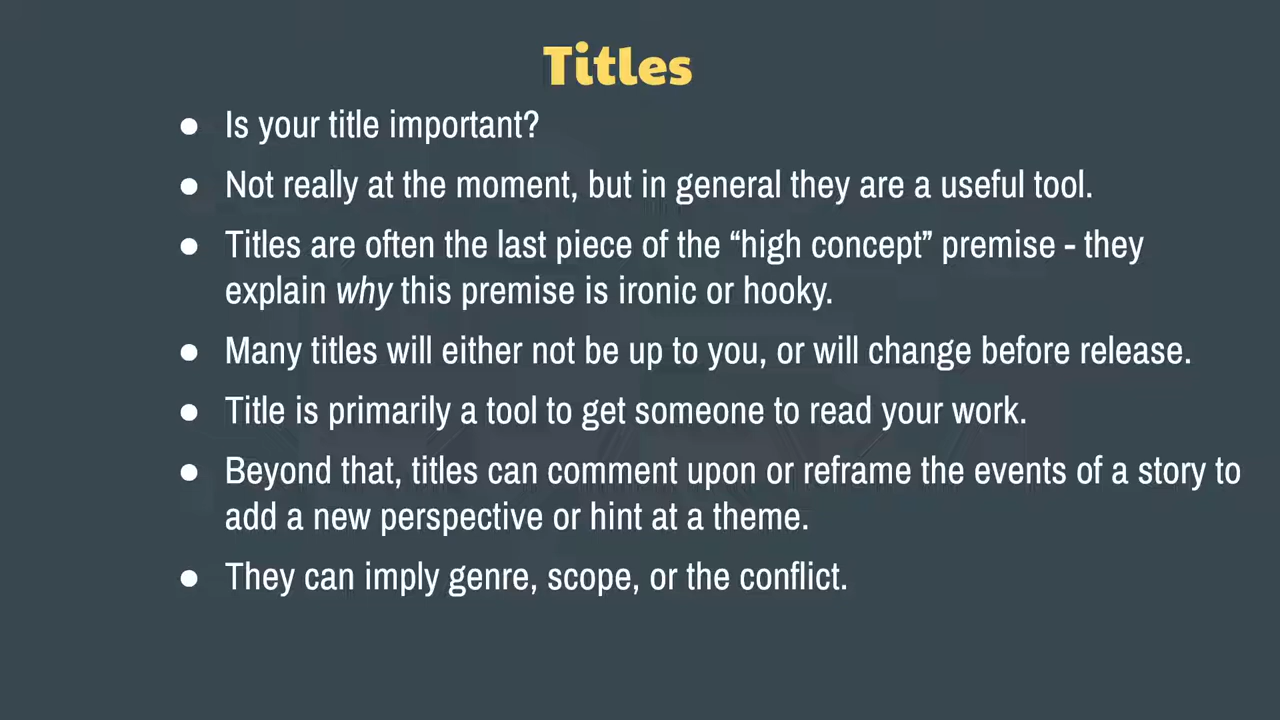 Titles
● Is your title important?
● Not really at the moment, but in general they are a useful tool.
● Titles are often the last piece of the “high concept” premise - they
explain why this premise is ironic or hooky.
● Many titles will either not be up to you, or will change before release.
● Title is primarily a tool to get someone to read your work.
● Beyond that, titles can comment upon or reframe the events of a story to
add a new perspective or hint at a theme.
● They can imply genre, scope, or the conflict.